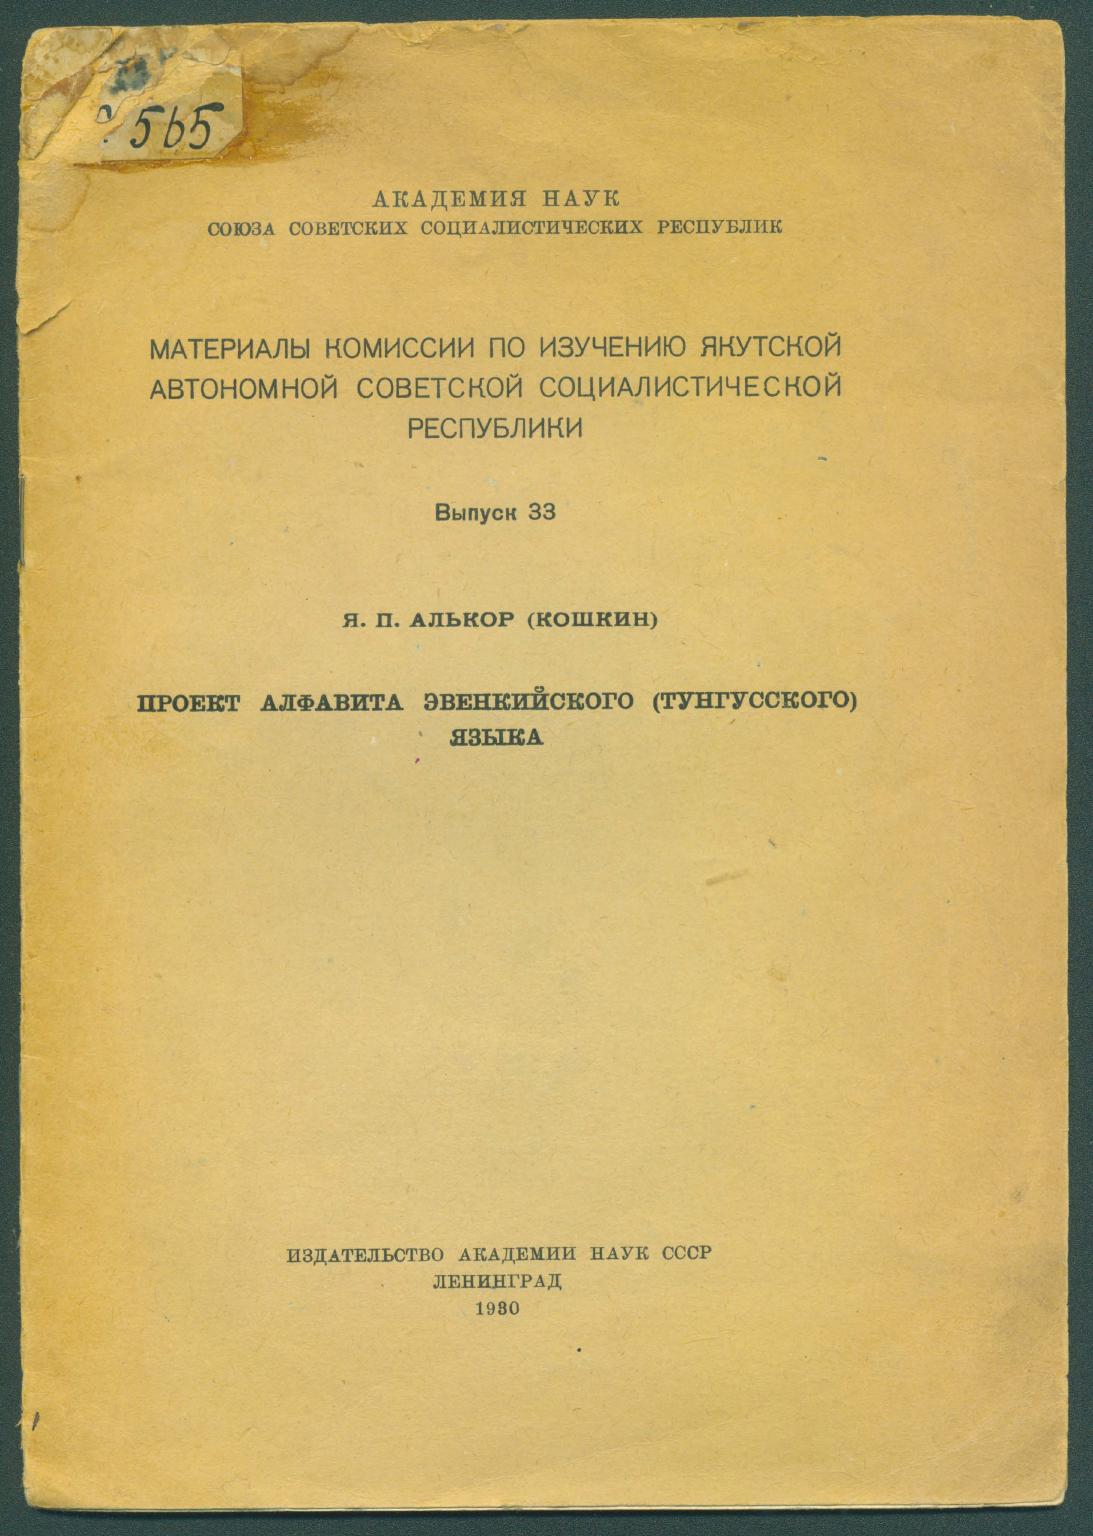 565
АКАДЕМИЯ НАУК
СОЮЗА СОВЕТСКИХ СОЦИАЛИСТИЧЕСКИХ РЕСПУБЛИК
МАТЕРИАЛЫ КОМИССИИ ПО ИЗУЧЕНИЮ ЯКУТСКОЙ
АВТОНОМНОЙ СОВЕТСКОЙ СОЦИАЛИСТИЧЕСКОЙ
РЕСПУБЛИКИ
Выпуск 33
Я. П. АЛЬКОР (КОШКИН)
ПРОЕКТ АЛФАВИТА ЭВЕНКИЙСКОГО (ТУНГУССКОГО)
ЯЗЫКА
ИЗДАТЕЛЬСТВО АКАДЕМИИ НАУК СССР
ЛЕНИНГРАД
1930